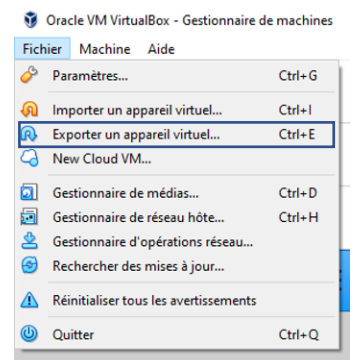 Oracle VM VirtualBox - Gestionnaire de machines
Fichier Machine Aide
Paramètres... Ctrl+G
Importer un appareil virtuel... Ctrl+I
Exporter un appareil virtuel... Ctrl+E
New Cloud VM...
Gestionnaire de médias... Ctrl+D
Gestionnaire de réseau hôte... Ctrl+H
Gestionnaire d'opérations réseau...
Rechercher des mises à jour...
Réinitialiser tous les avertissements
Quitter Ctrl+Q